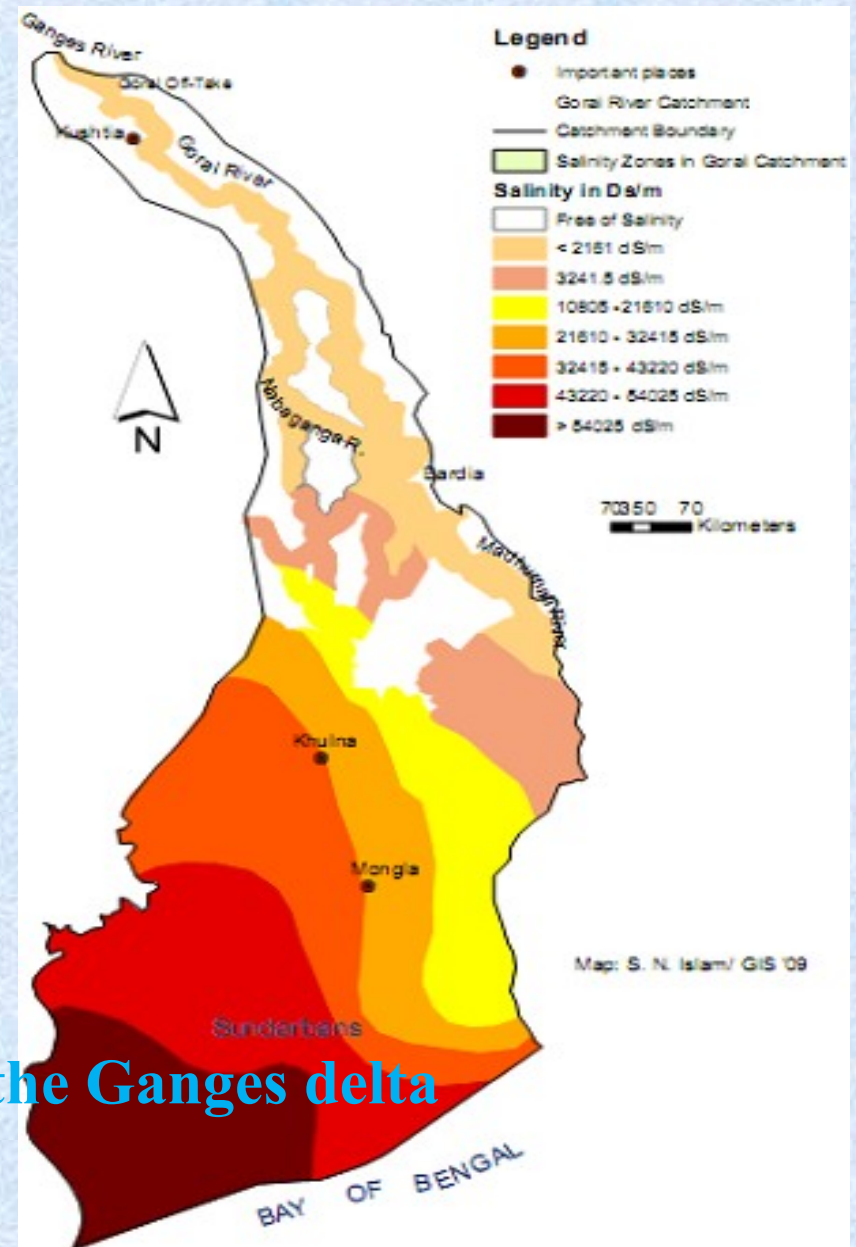 Ganges River
Gorai Off-Take
Kushtia
Gorai River
Nabaganga R.
Bardia
Madhumati River
Khulna
Mongla
Sundarbans
the Ganges delta
BAY OF BENGAL
N
Legend
Important places
Gorai River Catchment
Catchment Boundary
Salinity Zones in Gorai Catchment
Salinity in Ds/m
Free of Salinity
< 2161 dS/m
3241.5 dS/m
10805 - 21610 dS/m
21610 - 32415 dS/m
32415 - 43220 dS/m
43220 - 54025 dS/m
> 54025 dS/m
70350 70
Kilometers
Map: S. N. Islam/ GIS '09